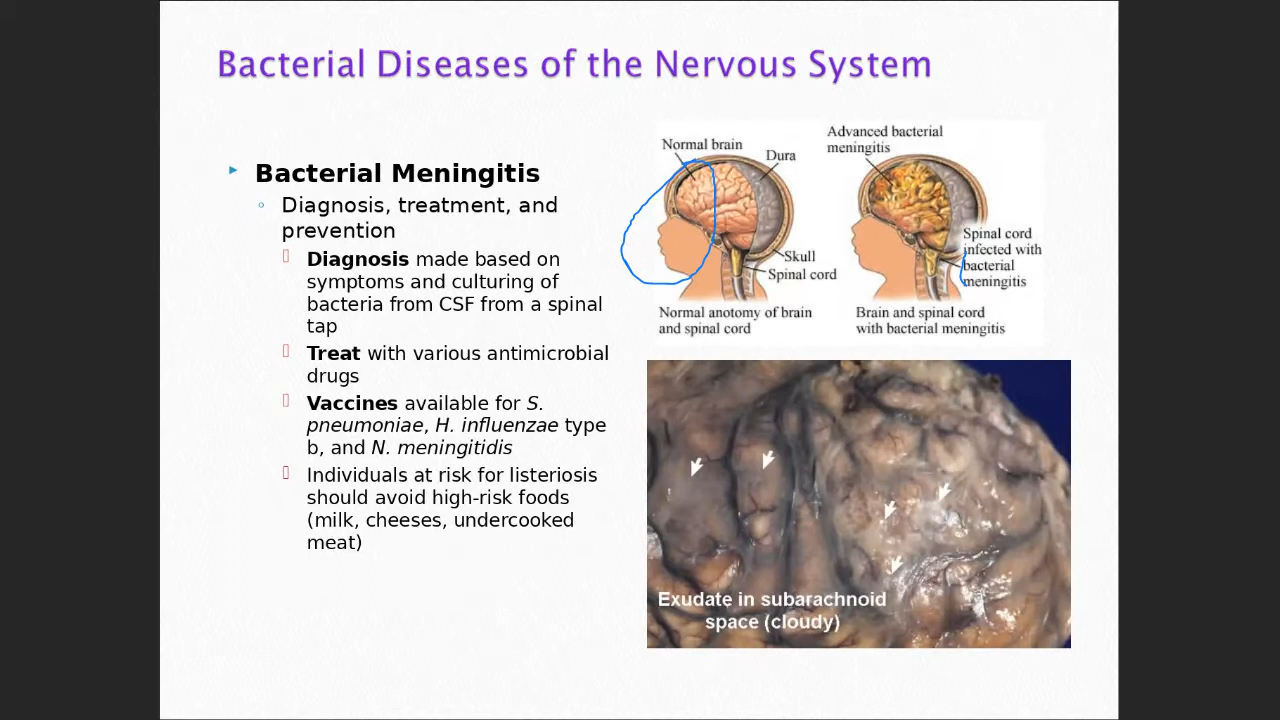 Bacterial Diseases of the Nervous System
Bacterial Meningitis
Diagnosis, treatment, and
prevention
Diagnosis made based on
symptoms and culturing of
bacteria from CSF from a spinal
tap
Treat with various antimicrobial
drugs
Vaccines available for S.
pneumoniae, H. influenzae type
b, and N. meningitidis
Individuals at risk for listeriosis
should avoid high-risk foods
(milk, cheeses, undercooked
meat)
Normal brain
Dura
Skull
Spinal cord
Normal anotomy of brain
and spinal cord
Advanced bacterial
meningitis
Spinal cord
infected with
bacterial
meningitis
Brain and spinal cord
with bacterial meningitis
Exudate in subarachnoid
space (cloudy)